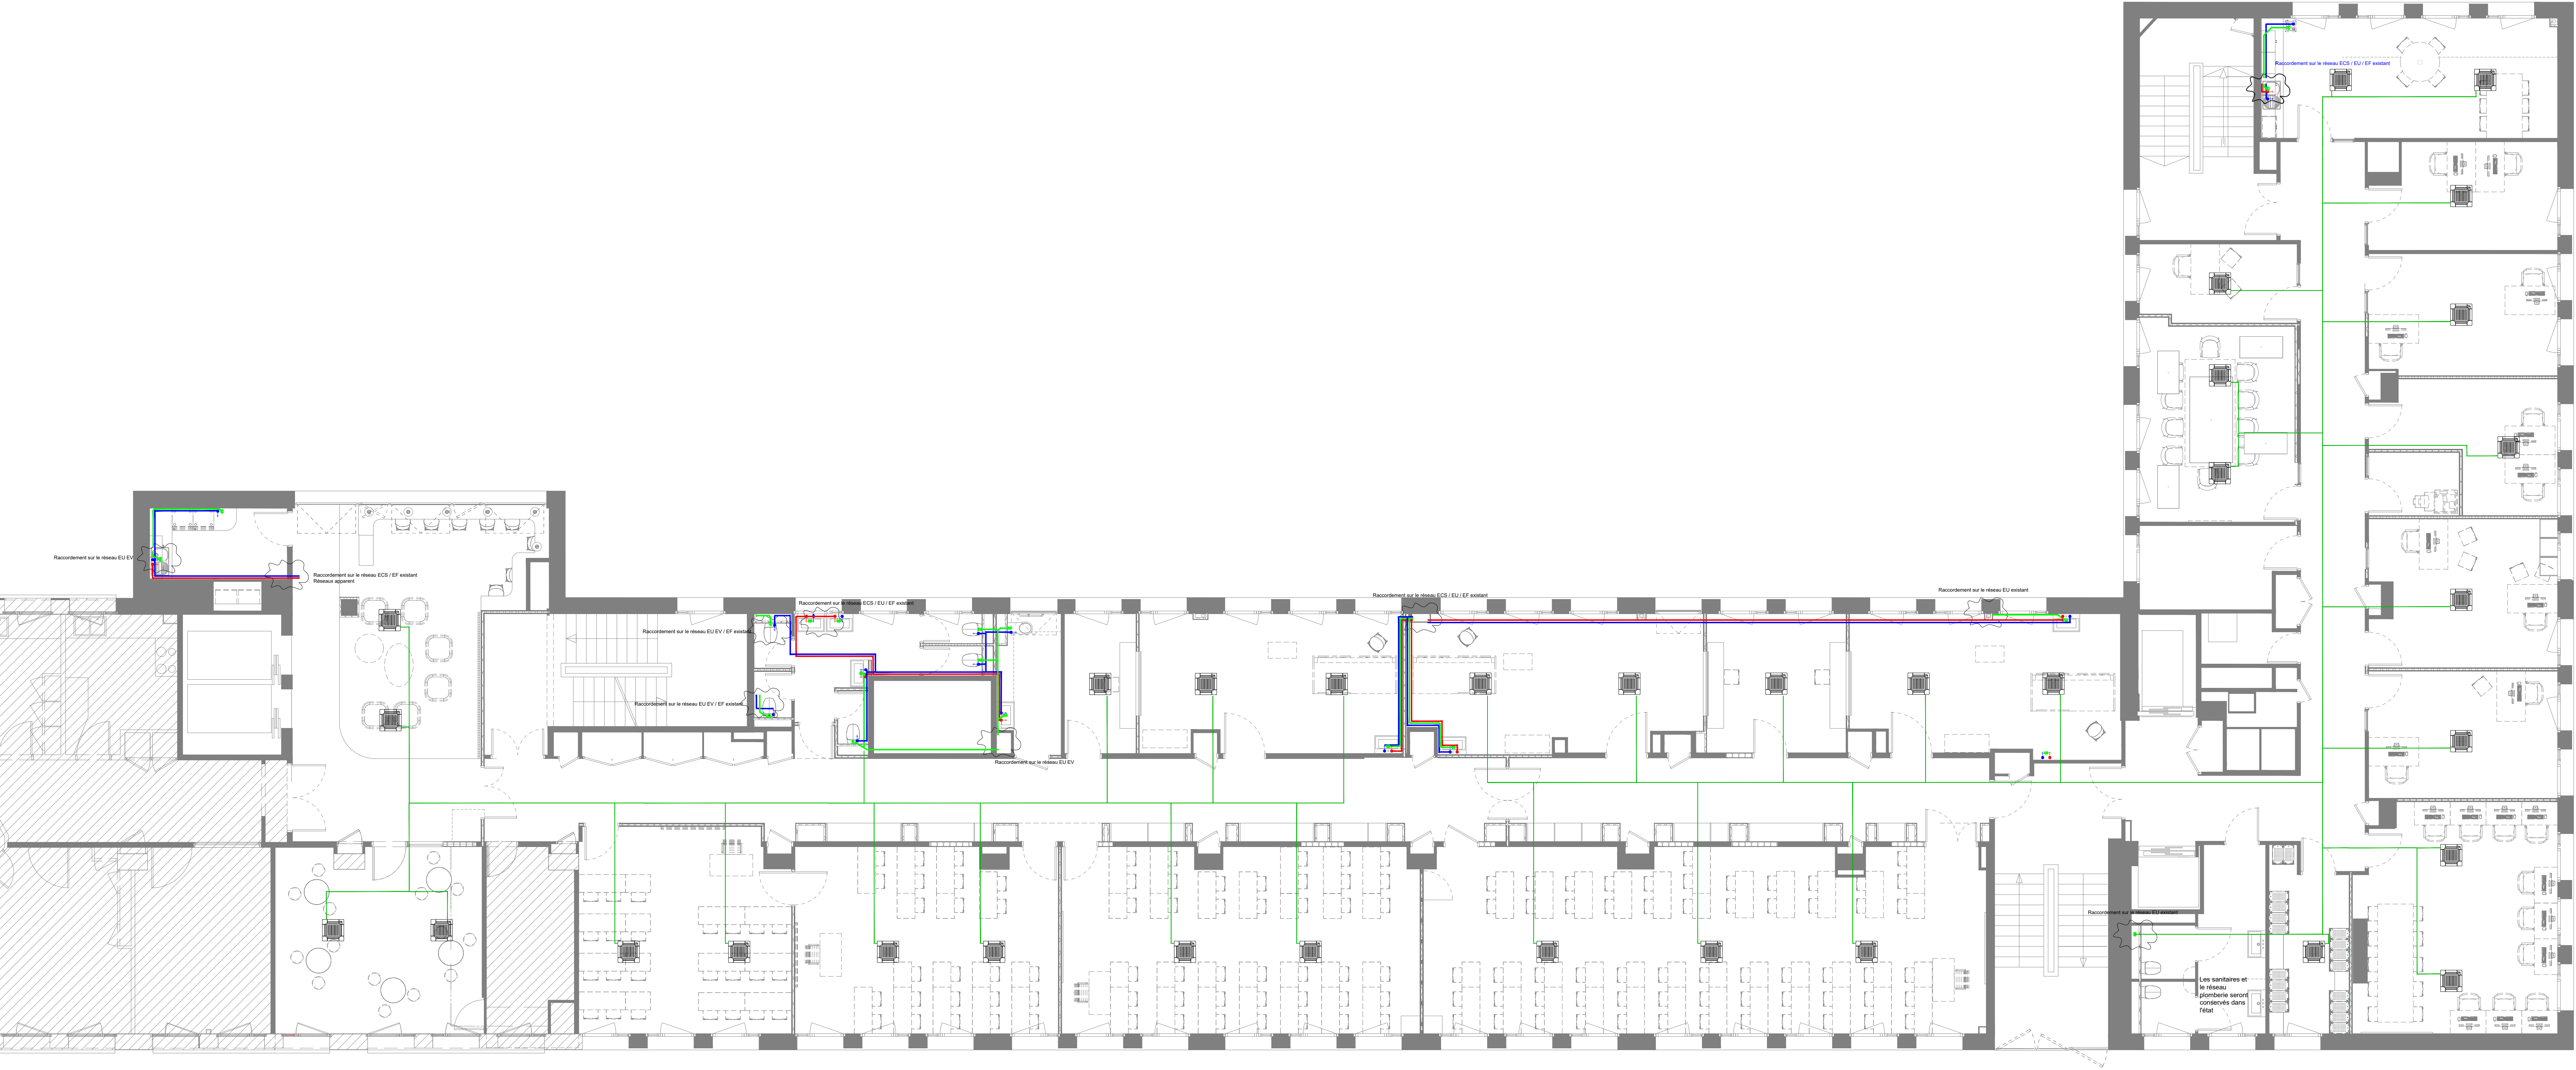 Raccordement sur le réseau ECS / EU / EF existant
Raccordement sur le réseau EU EV
Raccordement sur le réseau ECS / EF existant
Réseaux apparent
Raccordement sur le réseau ECS / EU / EF existant
Raccordement sur le réseau ECS / EU / EF existant
Raccordement sur le réseau EU existant
Raccordement sur le réseau EU EV / EF existant
Raccordement sur le réseau EU EV / EF existant
Raccordement sur le réseau EU EV
Raccordement sur le réseau EU existant
Les sanitaires et
le réseau
plomberie seront
conservés dans
l'état